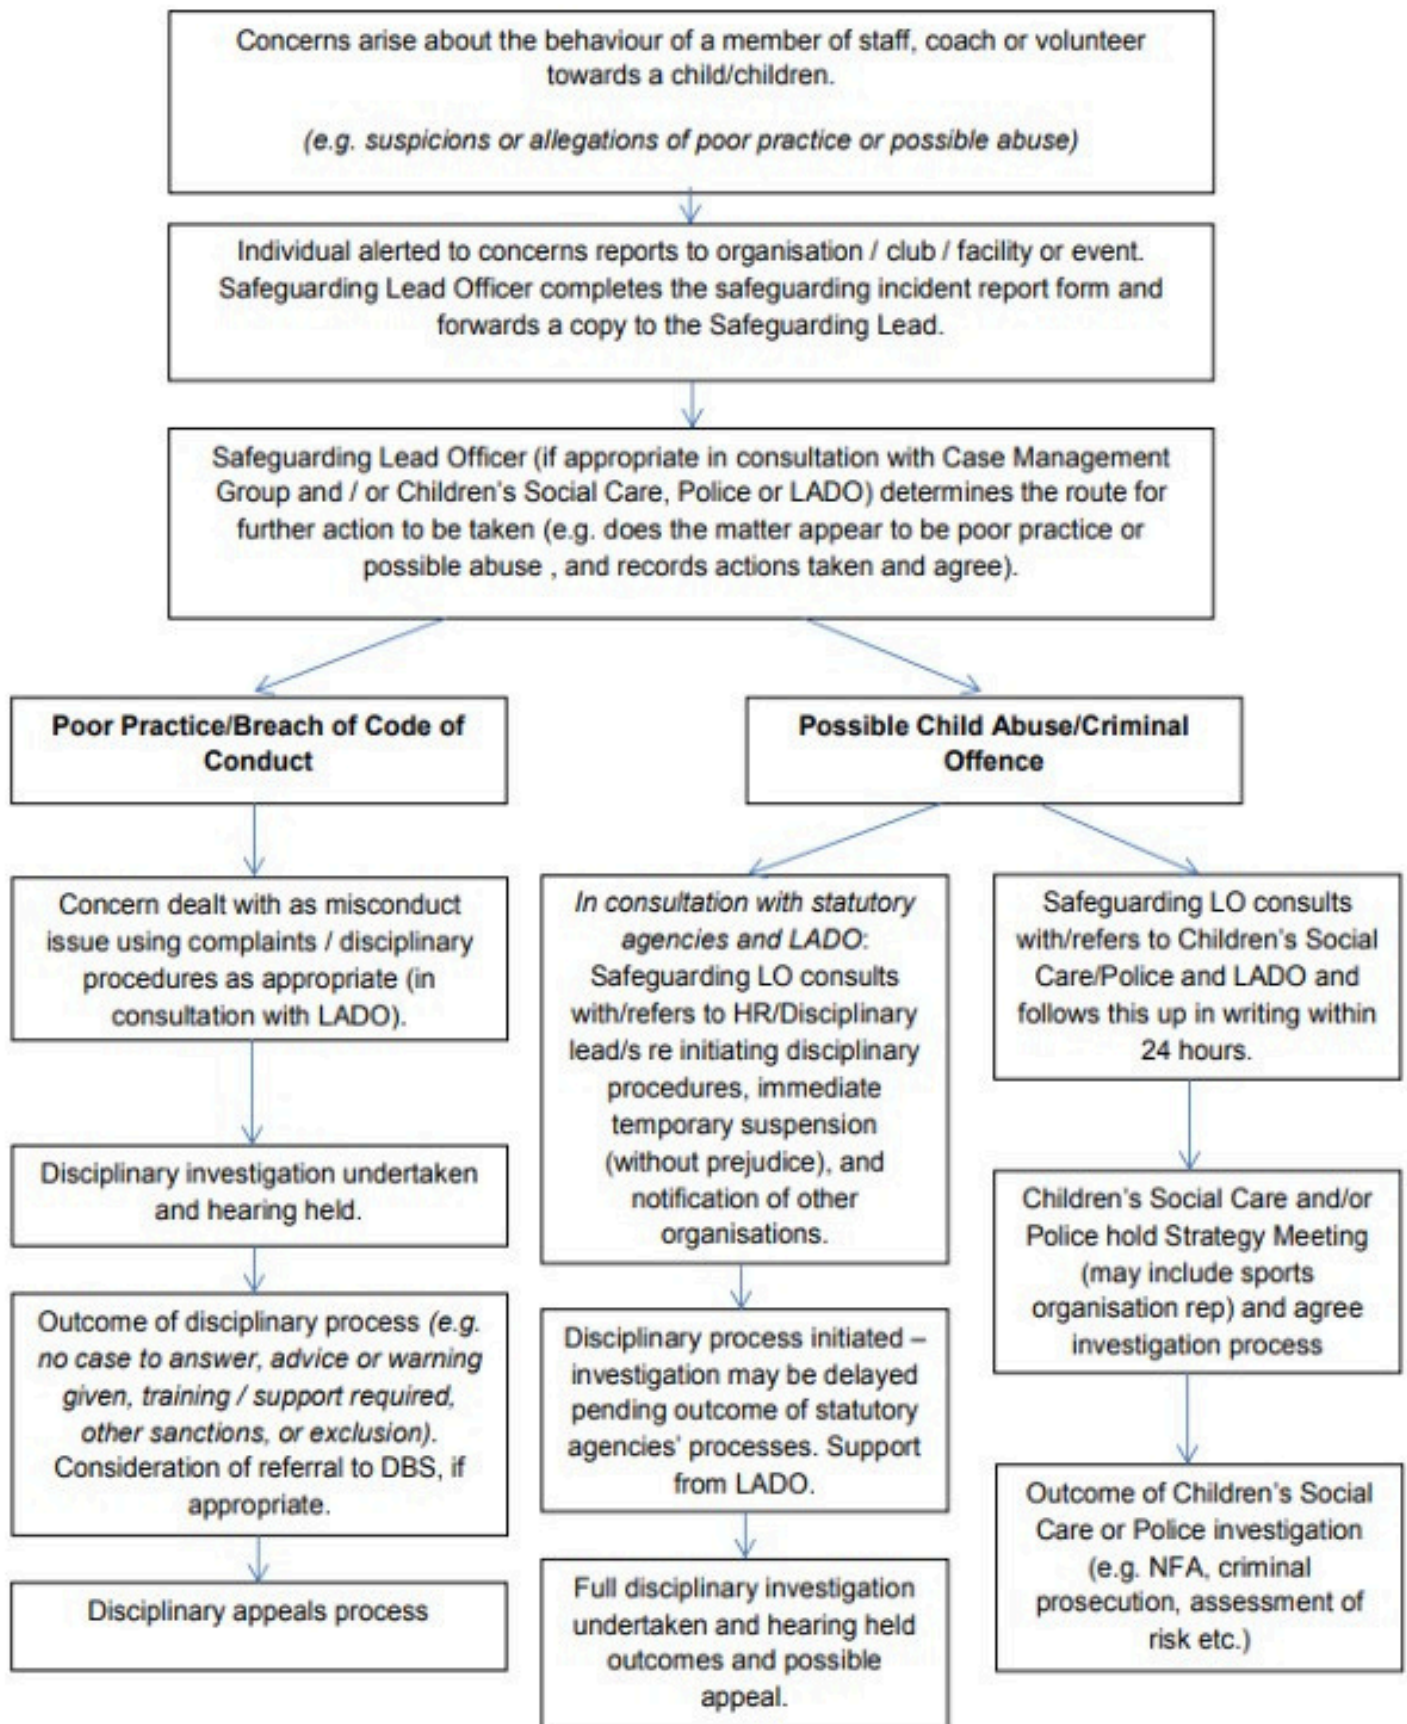 Concerns arise about the behaviour of a member of staff, coach or volunteer
towards a child/children.
(e.g. suspicions or allegations of poor practice or possible abuse)
Individual alerted to concerns reports to organisation / club / facility or event.
Safeguarding Lead Officer completes the safeguarding incident report form and
forwards a copy to the Safeguarding Lead.
Safeguarding Lead Officer (if appropriate in consultation with Case Management
Group and / or Children's Social Care, Police or LADO) determines the route for
further action to be taken (e.g. does the matter appear to be poor practice or
possible abuse , and records actions taken and agree).
Poor Practice/Breach of Code of
Conduct
Concern dealt with as misconduct
issue using complaints / disciplinary
procedures as appropriate (in
consultation with LADO).
Disciplinary investigation undertaken
and hearing held.
Outcome of disciplinary process (e.g.
no case to answer, advice or warning
given, training / support required,
other sanctions, or exclusion).
Consideration of referral to DBS, if
appropriate.
Disciplinary appeals process
Possible Child Abuse/Criminal
Offence
In consultation with statutory
agencies and LADO:
Safeguarding LO consults
with/refers to HR/Disciplinary
lead/s re initiating disciplinary
procedures, immediate
temporary suspension
(without prejudice), and
notification of other
organisations.
Disciplinary process initiated –
investigation may be delayed
pending outcome of statutory
agencies' processes. Support
from LADO.
Full disciplinary investigation
undertaken and hearing held
outcomes and possible
appeal.
Safeguarding LO consults
with/refers to Children's Social
Care/Police and LADO and
follows this up in writing within
24 hours.
Children's Social Care and/or
Police hold Strategy Meeting
(may include sports
organisation rep) and agree
investigation process
Outcome of Children's Social
Care or Police investigation
(e.g. NFA, criminal
prosecution, assessment of
risk etc.)